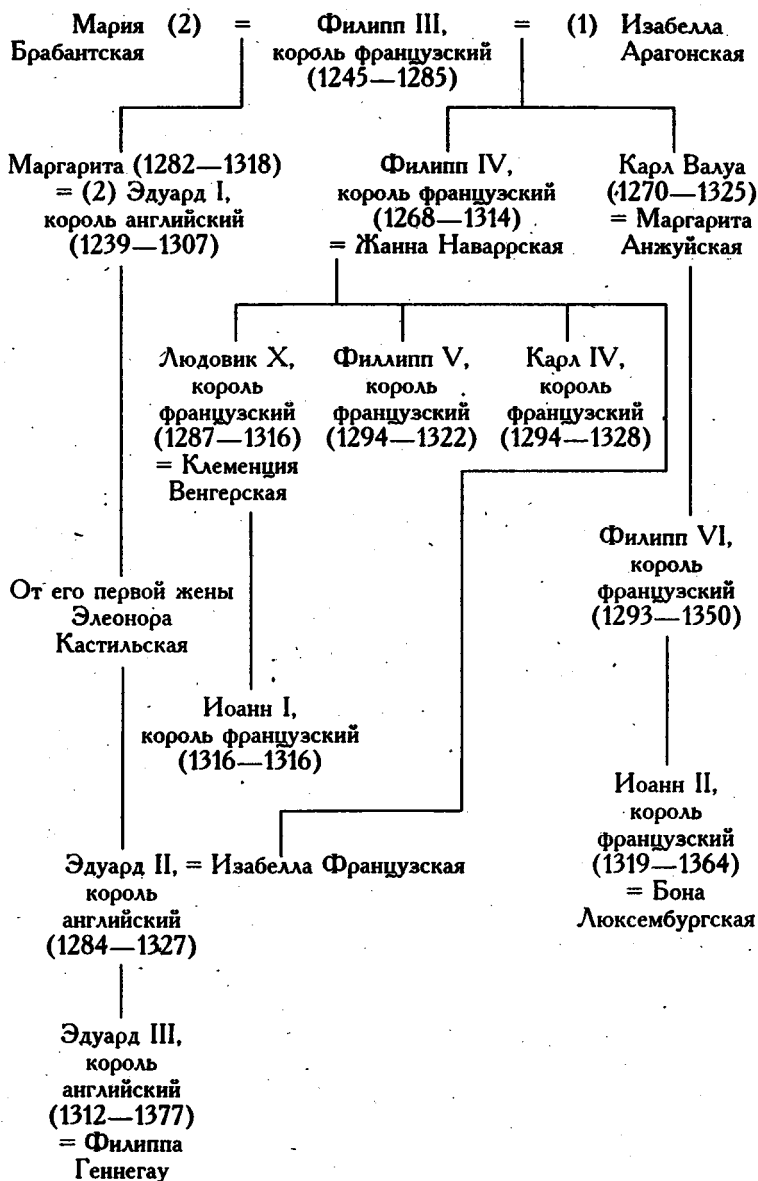 Мария (2) = Филипп III, = (1) Изабелла
Брабантская король французский Арагонская
(1245—1285)
Маргарита (1282—1318)
= (2) Эдуард I,
король английский
(1239—1307)
Филипп IV,
король французский
(1268—1314)
= Жанна Наваррская
Карл Валуа
(1270—1325)
= Маргарита
Анжуйская
Людовик X,
король
французский
(1287—1316)
= Клеменция
Венгерская
Филлипп V,
король
французский
(1294—1322)
Карл IV,
король
французский
(1294—1328)
Филипп VI,
король
французский
(1293—1350)
От его первой жены
Элеонора
Кастильская
Иоанн I,
король французский
(1316—1316)
Иоанн II,
король
французский
(1319—1364)
= Бона
Люксембургская
Эдуард II, = Изабелла Французская
король
английский
(1284—1327)
Эдуард III,
король
английский
(1312—1377)
= Филиппа
Геннегау